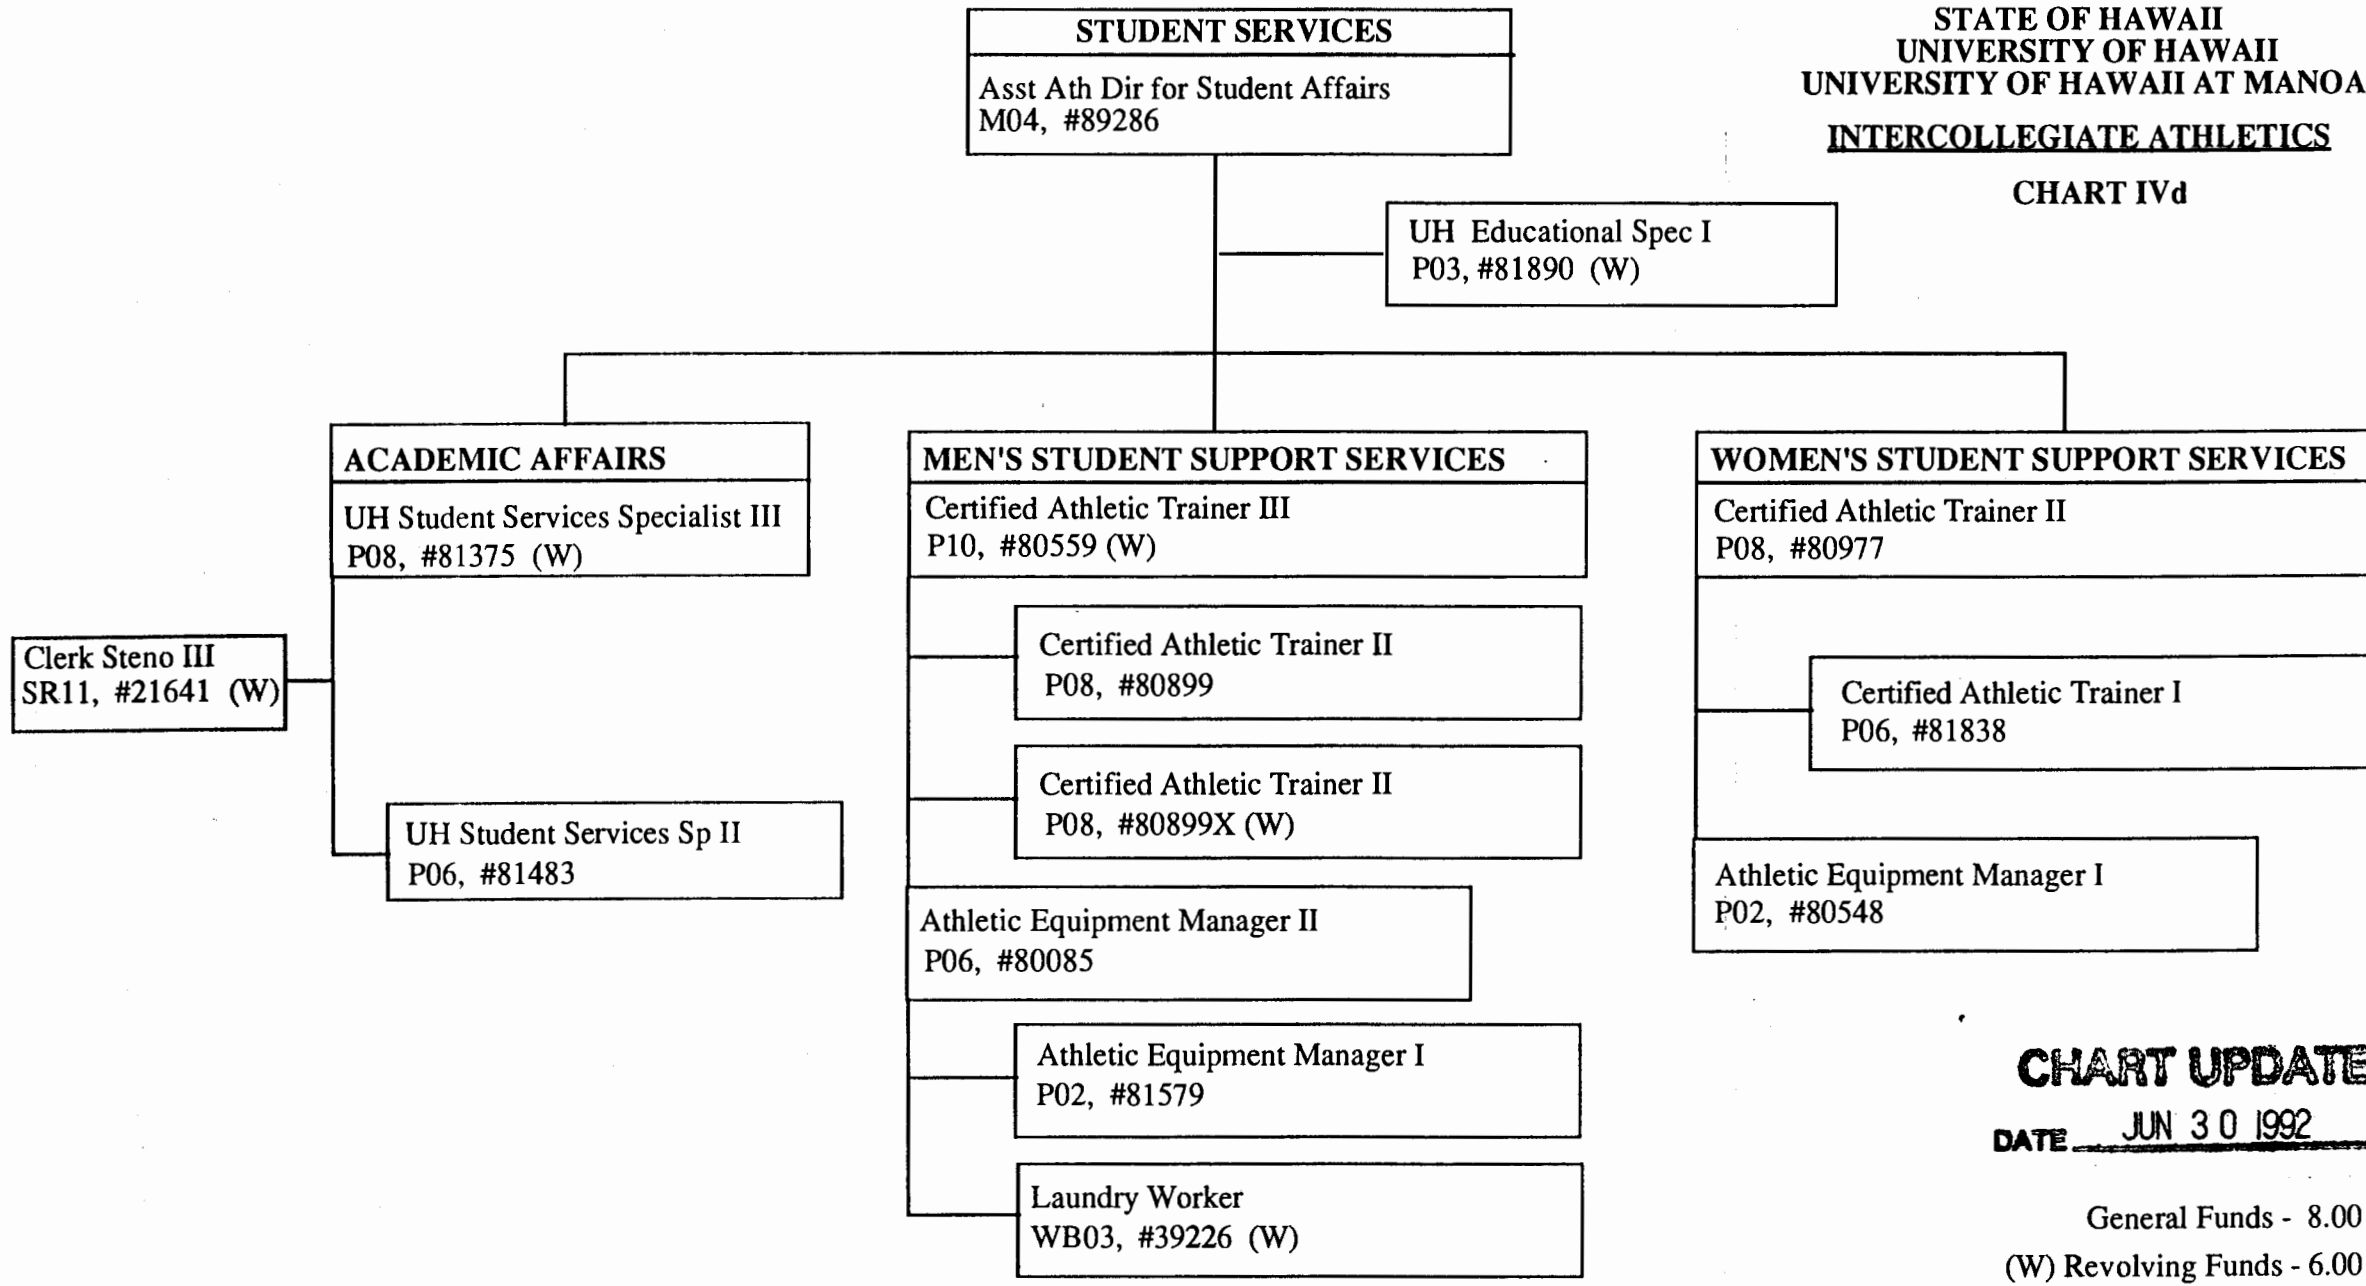 STATE OF HAWAII
UNIVERSITY OF HAWAII
UNIVERSITY OF HAWAII AT MANOA
INTERCOLLEGIATE ATHLETICS
CHART IVd
STUDENT SERVICES
Asst Ath Dir for Student Affairs
M04, #89286
UH Educational Spec I
P03, #81890 (W)
ACADEMIC AFFAIRS
UH Student Services Specialist III
P08, #81375 (W)
Clerk Steno III
SR11, #21641 (W)
UH Student Services Sp II
P06, #81483
MEN'S STUDENT SUPPORT SERVICES
Certified Athletic Trainer III
P10, #80559 (W)
Certified Athletic Trainer II
P08, #80899
Certified Athletic Trainer II
P08, #80899X (W)
Athletic Equipment Manager II
P06, #80085
Athletic Equipment Manager I
P02, #81579
Laundry Worker
WB03, #39226 (W)
WOMEN'S STUDENT SUPPORT SERVICES
Certified Athletic Trainer II
P08, #80977
Certified Athletic Trainer I
P06, #81838
Athletic Equipment Manager I
P02, #80548
CHART UPDATE
DATE JUN 30 1992
General Funds - 8.00
(W) Revolving Funds - 6.00